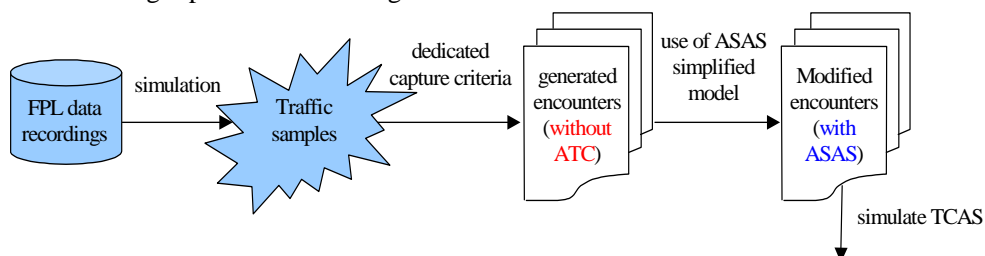 FPL data
recordings
simulation
Traffic
samples
dedicated
capture criteria
generated
encounters
(without
ATC)
use of ASAS
simplified
model
Modified
encounters
(with
ASAS)
simulate TCAS